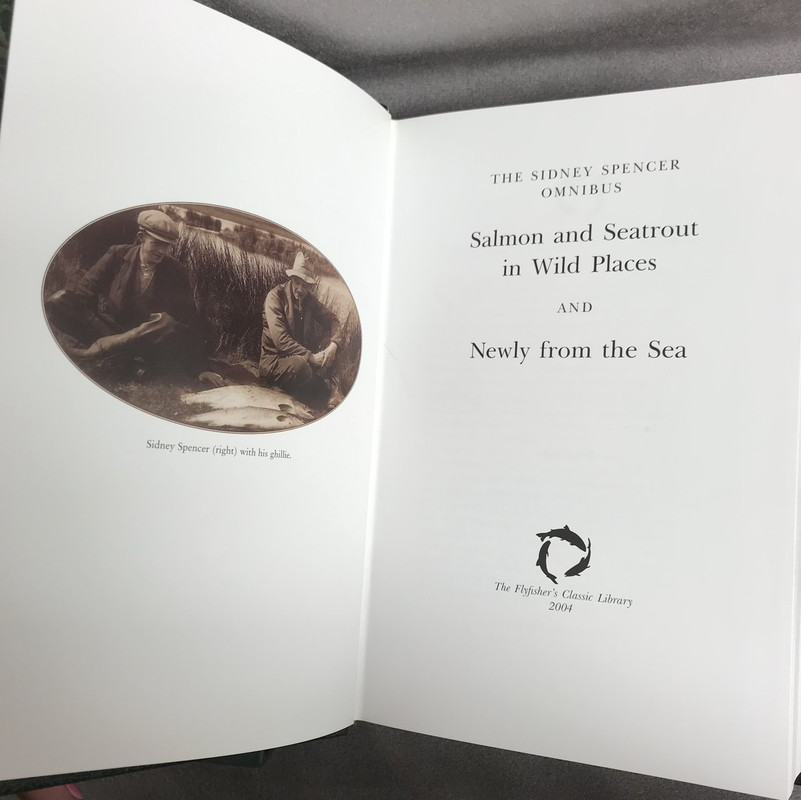 Sidney Spencer (right) with his ghillie.
THE SIDNEY SPENCER
OMNIBUS
Salmon and Seatrout
in Wild Places
AND
Newly from the Sea
The Flyfisher's Classic Library
2004